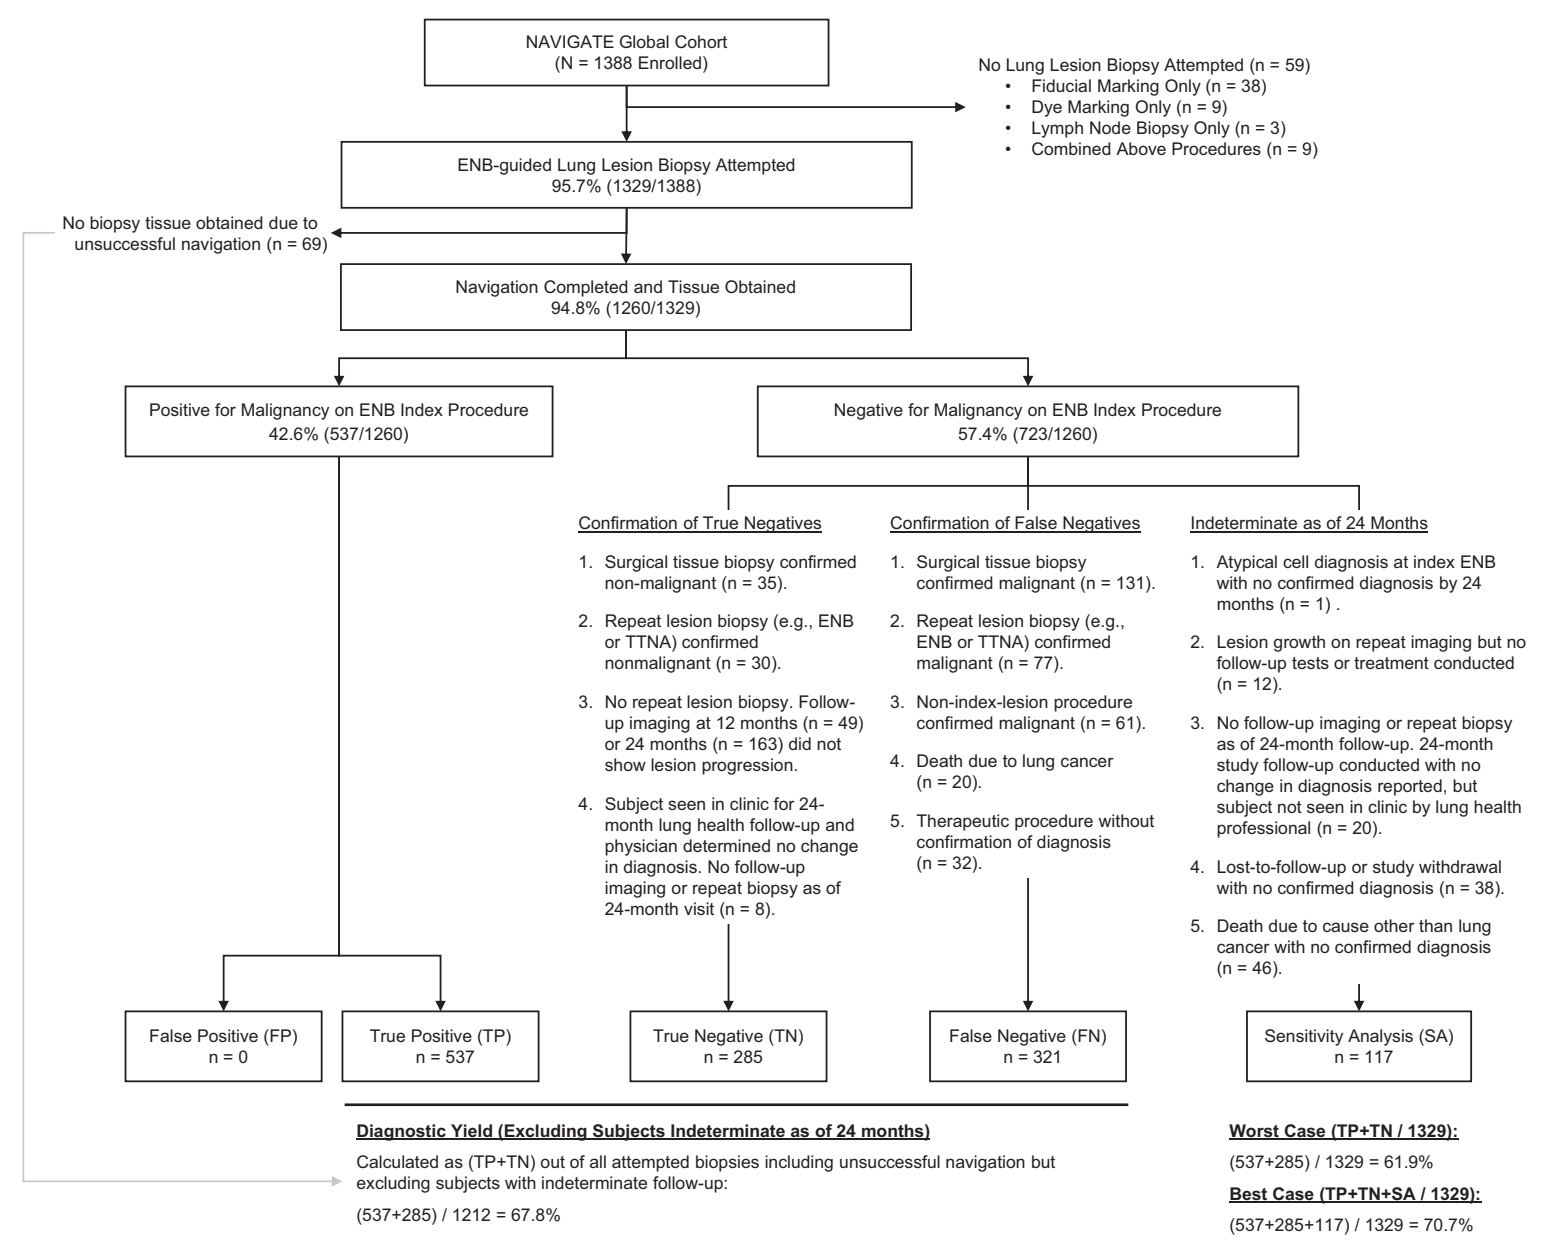 NAVIGATE Global Cohort
(N = 1388 Enrolled)
No Lung Lesion Biopsy Attempted (n = 59)
• Fiducial Marking Only (n = 38)
• Dye Marking Only (n = 9)
• Lymph Node Biopsy Only (n = 3)
• Combined Above Procedures (n = 9)
ENB-guided Lung Lesion Biopsy Attempted
95.7% (1329/1388)
No biopsy tissue obtained due to
unsuccessful navigation (n = 69)
Navigation Completed and Tissue Obtained
94.8% (1260/1329)
Positive for Malignancy on ENB Index Procedure
42.6% (537/1260)
Negative for Malignancy on ENB Index Procedure
57.4% (723/1260)
Confirmation of True Negatives
1. Surgical tissue biopsy confirmed
non-malignant (n = 35).
2. Repeat lesion biopsy (e.g., ENB
or TTNA) confirmed
nonmalignant (n = 30).
3. No repeat lesion biopsy. Follow-
up imaging at 12 months (n = 49)
or 24 months (n = 163) did not
show lesion progression.
4. Subject seen in clinic for 24-
month lung health follow-up and
physician determined no change
in diagnosis. No follow-up
imaging or repeat biopsy as of
24-month visit (n = 8).
Confirmation of False Negatives
1. Surgical tissue biopsy
confirmed malignant (n = 131).
2. Repeat lesion biopsy (e.g.,
ENB or TTNA) confirmed
malignant (n = 77).
3. Non-index-lesion procedure
confirmed malignant (n = 61).
4. Death due to lung cancer
(n = 20).
5. Therapeutic procedure without
confirmation of diagnosis
(n = 32).
Indeterminate as of 24 Months
1. Atypical cell diagnosis at index ENB
with no confirmed diagnosis by 24
months (n = 1) .
2. Lesion growth on repeat imaging but no
follow-up tests or treatment conducted
(n = 12).
3. No follow-up imaging or repeat biopsy
as of 24-month follow-up. 24-month
study follow-up conducted with no
change in diagnosis reported, but
subject not seen in clinic by lung health
professional (n = 20).
4. Lost-to-follow-up or study withdrawal
with no confirmed diagnosis (n = 38).
5. Death due to cause other than lung
cancer with no confirmed diagnosis
(n = 46).
False Positive (FP)
n = 0
True Positive (TP)
n = 537
True Negative (TN)
n = 285
False Negative (FN)
n = 321
Sensitivity Analysis (SA)
n = 117
Diagnostic Yield (Excluding Subjects Indeterminate as of 24 months)
Calculated as (TP+TN) out of all attempted biopsies including unsuccessful navigation but
excluding subjects with indeterminate follow-up:
(537+285) / 1212 = 67.8%
Worst Case (TP+TN / 1329):
(537+285) / 1329 = 61.9%
Best Case (TP+TN+SA / 1329):
(537+285+117) / 1329 = 70.7%